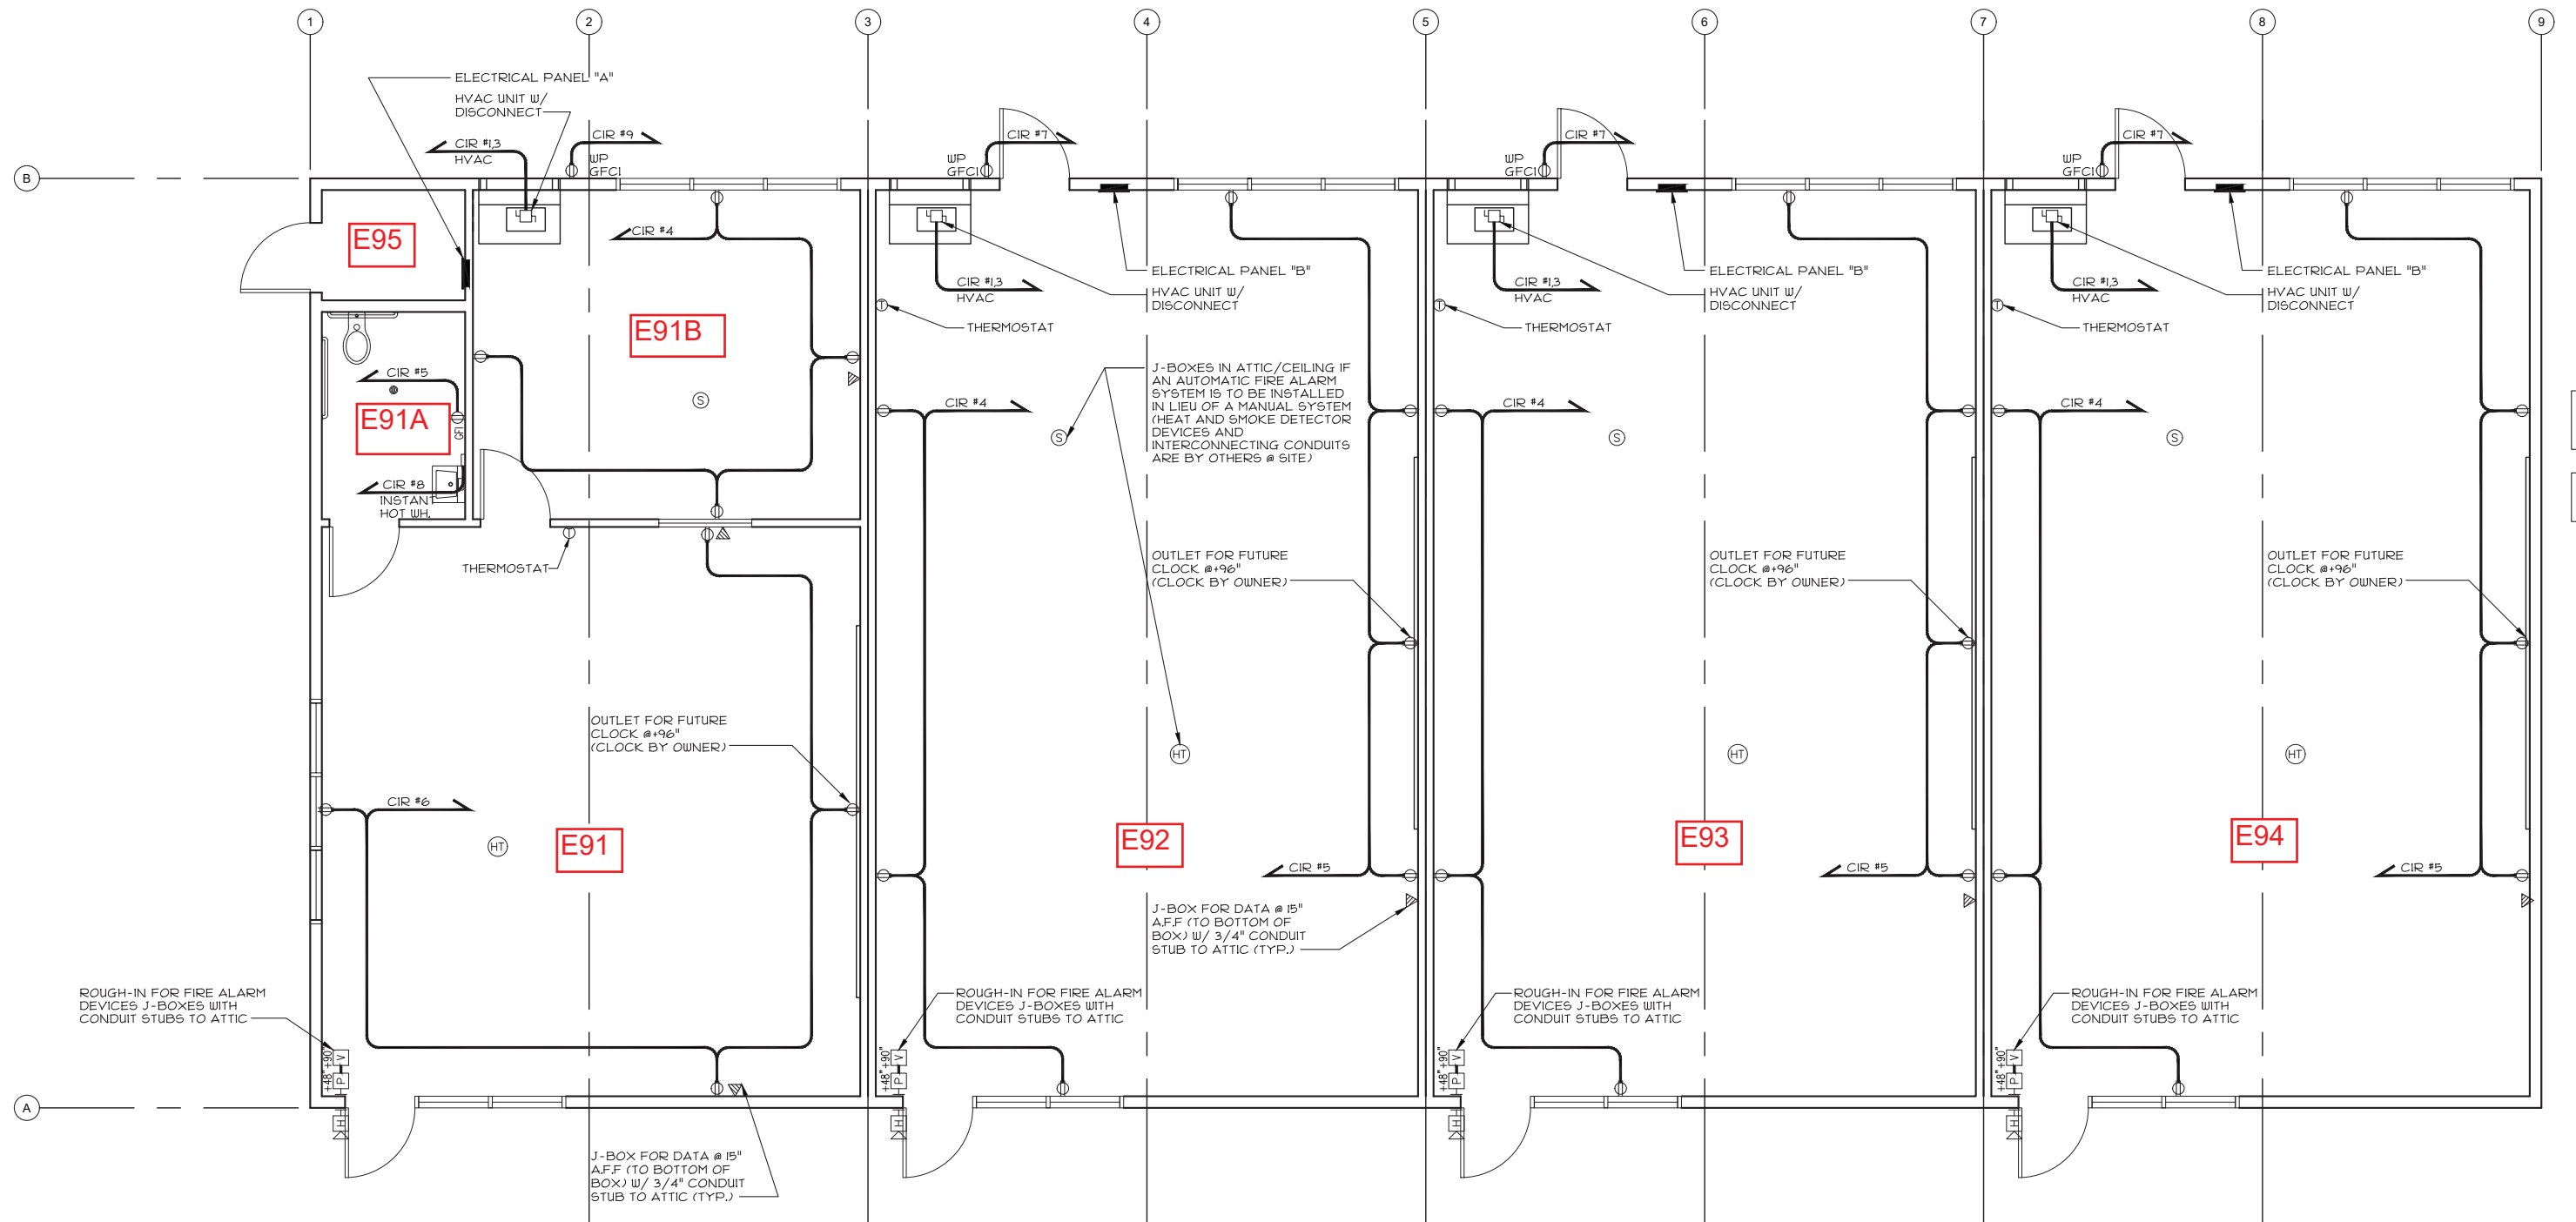 1 2 3 4 5 6 7 8 9
ELECTRICAL PANEL "A"
HVAC UNIT W/
DISCONNECT
CIR #1,3
HVAC
CIR #9
WP
GFCI
CIR #7
WP
GFCI
CIR #7
WP
GFCI
CIR #7
WP
GFCI
B
E95
CIR #4
E91B
S
CIR #5
E91A
GFI
CIR #8
INSTANT
HOT WH.
T
THERMOSTAT
CIR #1,3
HVAC
ELECTRICAL PANEL "B"
HVAC UNIT W/
DISCONNECT
T
THERMOSTAT
J-BOXES IN ATTIC/CEILING IF
AN AUTOMATIC FIRE ALARM
SYSTEM IS TO BE INSTALLED
IN LIEU OF A MANUAL SYSTEM
(HEAT AND SMOKE DETECTOR
DEVICES AND
INTERCONNECTING CONDUITS
ARE BY OTHERS @ SITE)
CIR #4
S
OUTLET FOR FUTURE
CLOCK @+96"
(CLOCK BY OWNER)
HT
E92
CIR #5
J-BOX FOR DATA @ 15"
A.F.F (TO BOTTOM OF
BOX) W/ 3/4" CONDUIT
STUB TO ATTIC (TYP.)
CIR #1,3
HVAC
ELECTRICAL PANEL "B"
HVAC UNIT W/
DISCONNECT
T
THERMOSTAT
CIR #4
S
OUTLET FOR FUTURE
CLOCK @+96"
(CLOCK BY OWNER)
HT
E93
CIR #5
CIR #1,3
HVAC
ELECTRICAL PANEL "B"
HVAC UNIT W/
DISCONNECT
T
THERMOSTAT
CIR #4
S
OUTLET FOR FUTURE
CLOCK @+96"
(CLOCK BY OWNER)
HT
E94
CIR #5
OUTLET FOR FUTURE
CLOCK @+96"
(CLOCK BY OWNER)
CIR #6
HT
E91
ROUGH-IN FOR FIRE ALARM
DEVICES J-BOXES WITH
CONDUIT STUBS TO ATTIC
+90" V
+48" P
H
ROUGH-IN FOR FIRE ALARM
DEVICES J-BOXES WITH
CONDUIT STUBS TO ATTIC
+90" V
+48" P
H
ROUGH-IN FOR FIRE ALARM
DEVICES J-BOXES WITH
CONDUIT STUBS TO ATTIC
+90" V
+48" P
H
ROUGH-IN FOR FIRE ALARM
DEVICES J-BOXES WITH
CONDUIT STUBS TO ATTIC
+90" V
+48" P
H
A
J-BOX FOR DATA @ 15"
A.F.F (TO BOTTOM OF
BOX) W/ 3/4" CONDUIT
STUB TO ATTIC (TYP.)